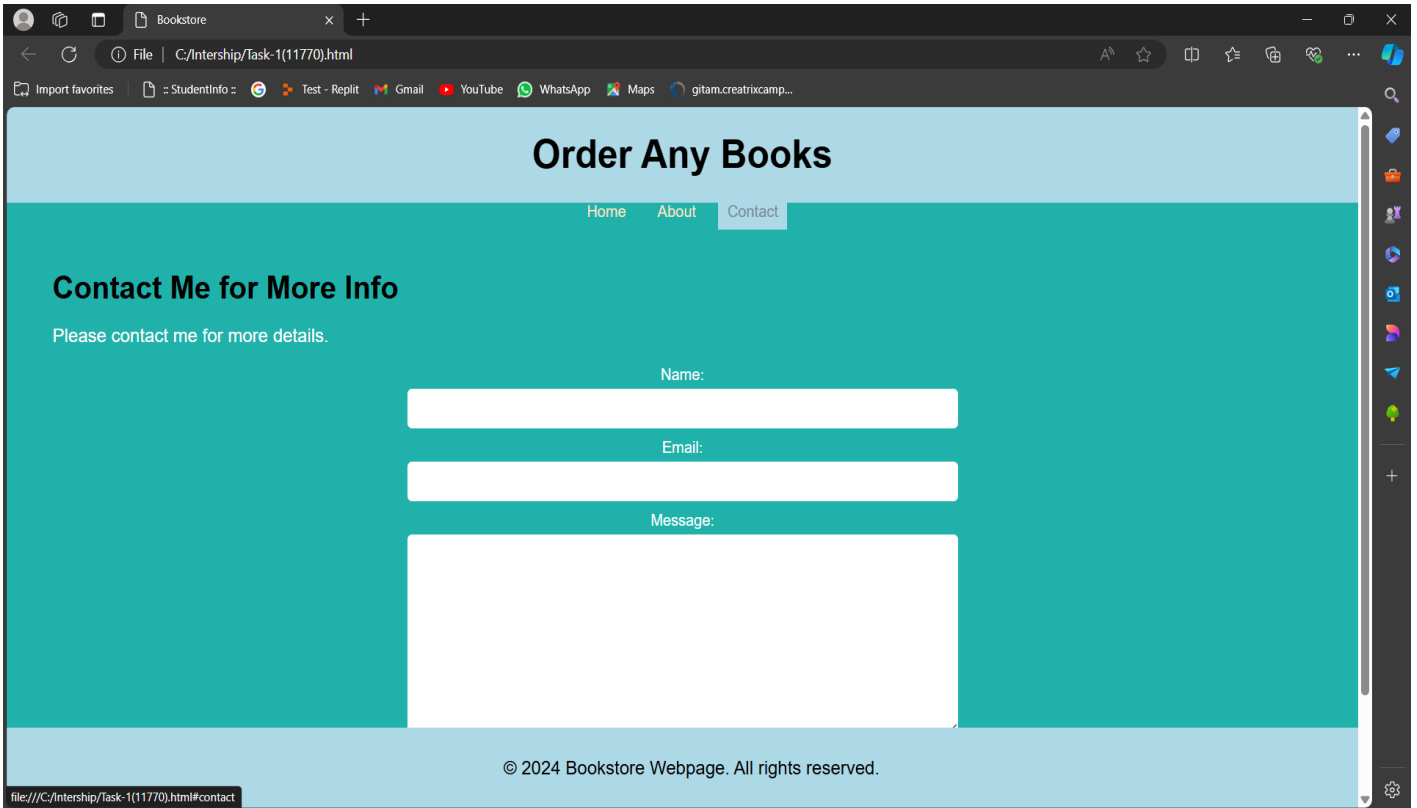 Bookstore
File | C:/Intership/Task-1(11770).html
Import favorites :: StudentInfo :: Test - Replit Gmail YouTube WhatsApp Maps gitam.creatrixcamp...
Order Any Books
Home About Contact
Contact Me for More Info
Please contact me for more details.
Name:
Email:
Message:
© 2024 Bookstore Webpage. All rights reserved.
file:///C:/Intership/Task-1(11770).html#contact